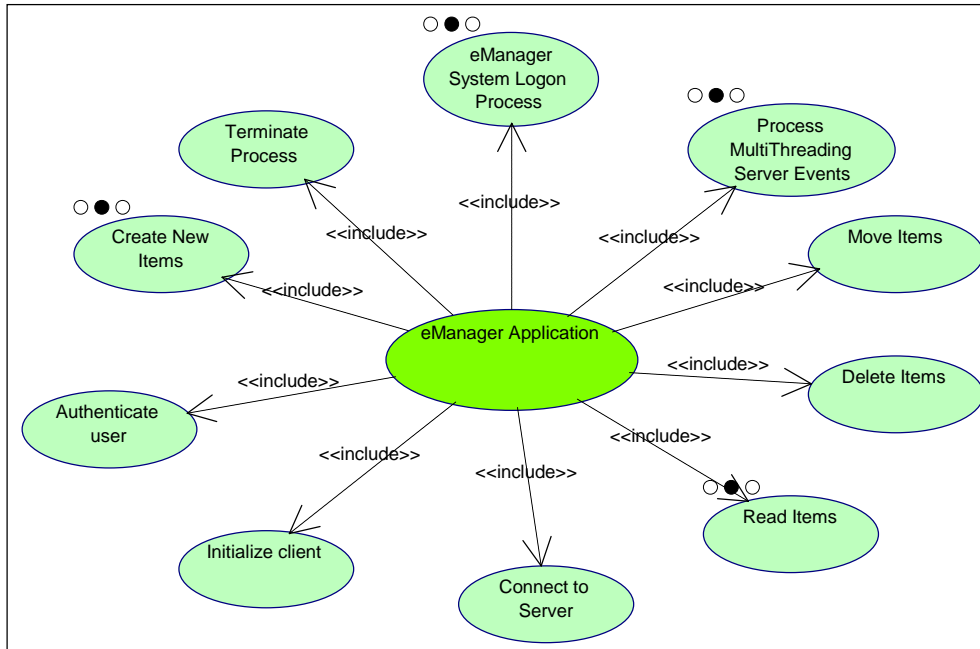 eManager
System Logon
Process
Process
MultiThreading
Server Events
Terminate
Process
<<include>>
<<include>>
<<include>>
Create New
Items
Move Items
<<include>>
<<include>>
eManager Application
<<include>>
<<include>>
Delete Items
Authenticate
user
<<include>>
<<include>>
<<include>>
Read Items
Initialize client
Connect to
Server